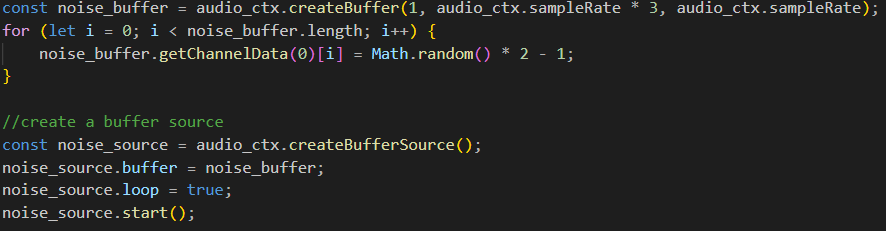 const noise_buffer = audio_ctx.createBuffer(1, audio_ctx.sampleRate * 3, audio_ctx.sampleRate);
for (let i = 0; i < noise_buffer.length; i++) {
    noise_buffer.getChannelData(0)[i] = Math.random() * 2 - 1;
}

//create a buffer source
const noise_source = audio_ctx.createBufferSource();
noise_source.buffer = noise_buffer;
noise_source.loop = true;
noise_source.start();